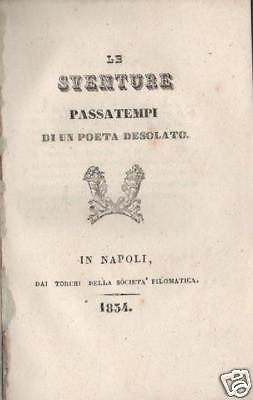 LE
SVENTURE
PASSATEMPI
DI UN POETA DESOLATO.
IN NAPOLI,
DAI TORCHI DELLA SOCIETA' FILOMATICA.
1834.